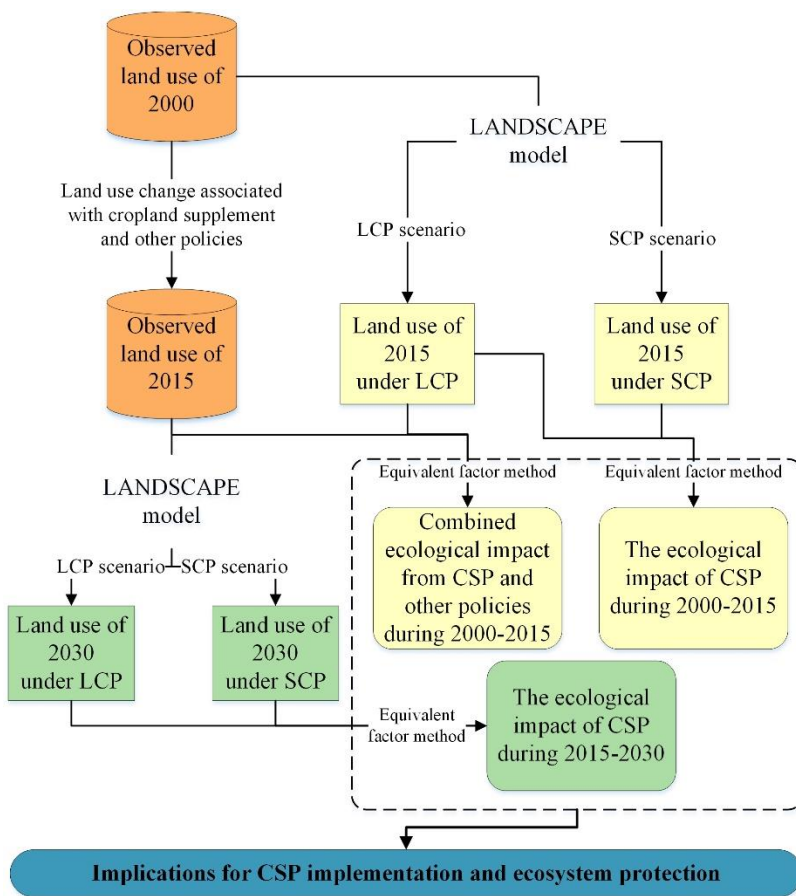 Observed
land use of
2000
LANDSCAPE
model
Land use change associated
with cropland supplement
and other policies
LCP scenario
SCP scenario
Observed
land use of
2015
Land use of
2015
under LCP
Land use of
2015
under SCP
Equivalent factor method
Equivalent factor method
LANDSCAPE
model
Combined
ecological impact
from CSP and
other policies
during 2000-2015
The ecological
impact of CSP
during 2000-2015
LCP scenario
SCP scenario
Land use of
2030
under LCP
Land use of
2030
under SCP
Equivalent
factor method
The ecological
impact of CSP
during 2015-2030
Implications for CSP implementation and ecosystem protection